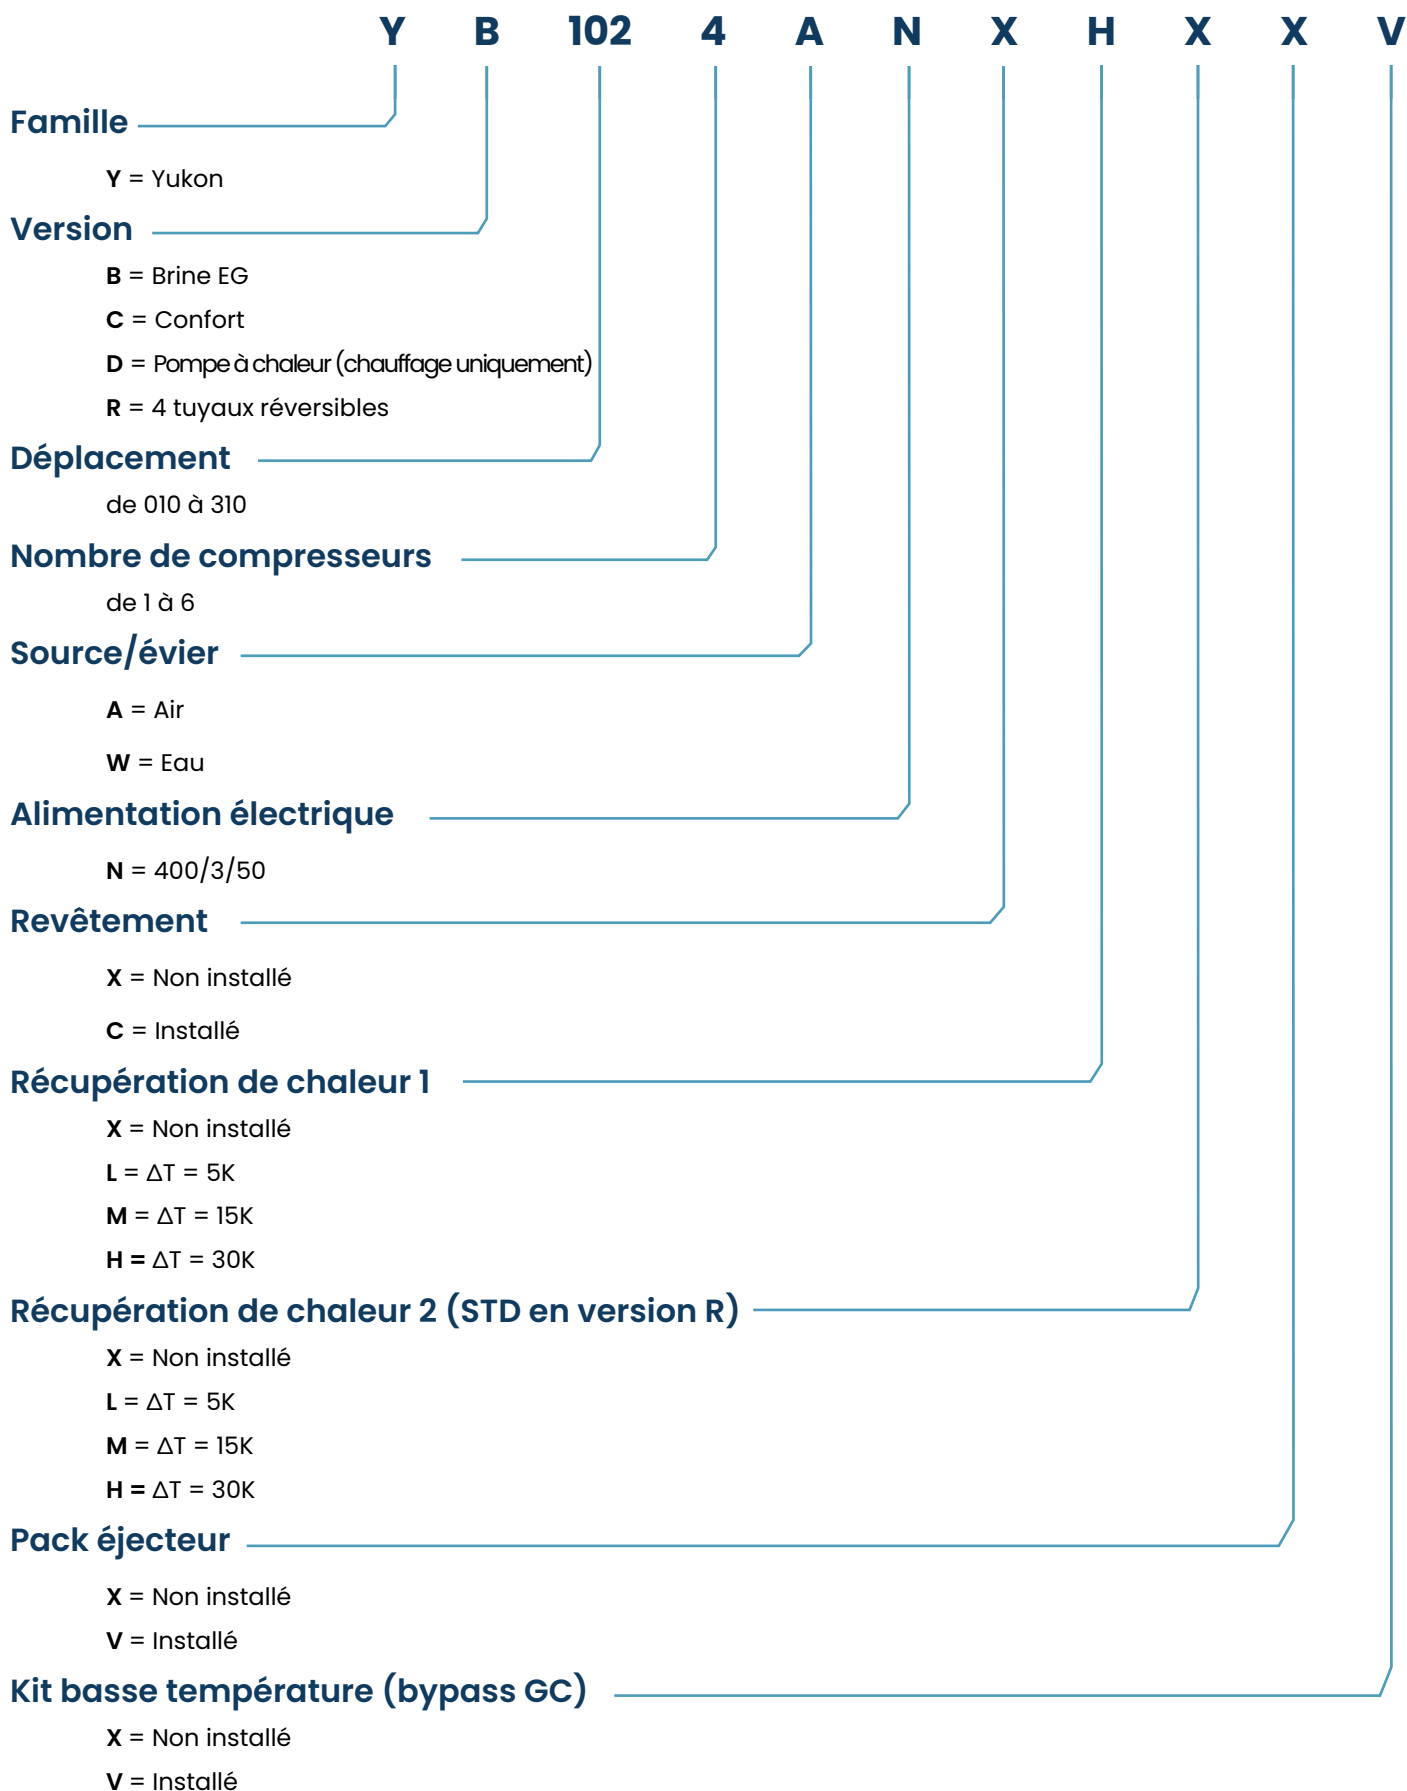 Y B 102 4 A N X H X X V
Famille
Y = Yukon
Version
B = Brine EG
C = Confort
D = Pompe à chaleur (chauffage uniquement)
R = 4 tuyaux réversibles
Déplacement
de 010 à 310
Nombre de compresseurs
de 1 à 6
Source/évier
A = Air
W = Eau
Alimentation électrique
N = 400/3/50
Revêtement
X = Non installé
C = Installé
Récupération de chaleur 1
X = Non installé
L = ΔT = 5K
M = ΔT = 15K
H = ΔT = 30K
Récupération de chaleur 2 (STD en version R)
X = Non installé
L = ΔT = 5K
M = ΔT = 15K
H = ΔT = 30K
Pack éjecteur
X = Non installé
V = Installé
Kit basse température (bypass GC)
X = Non installé
V = Installé